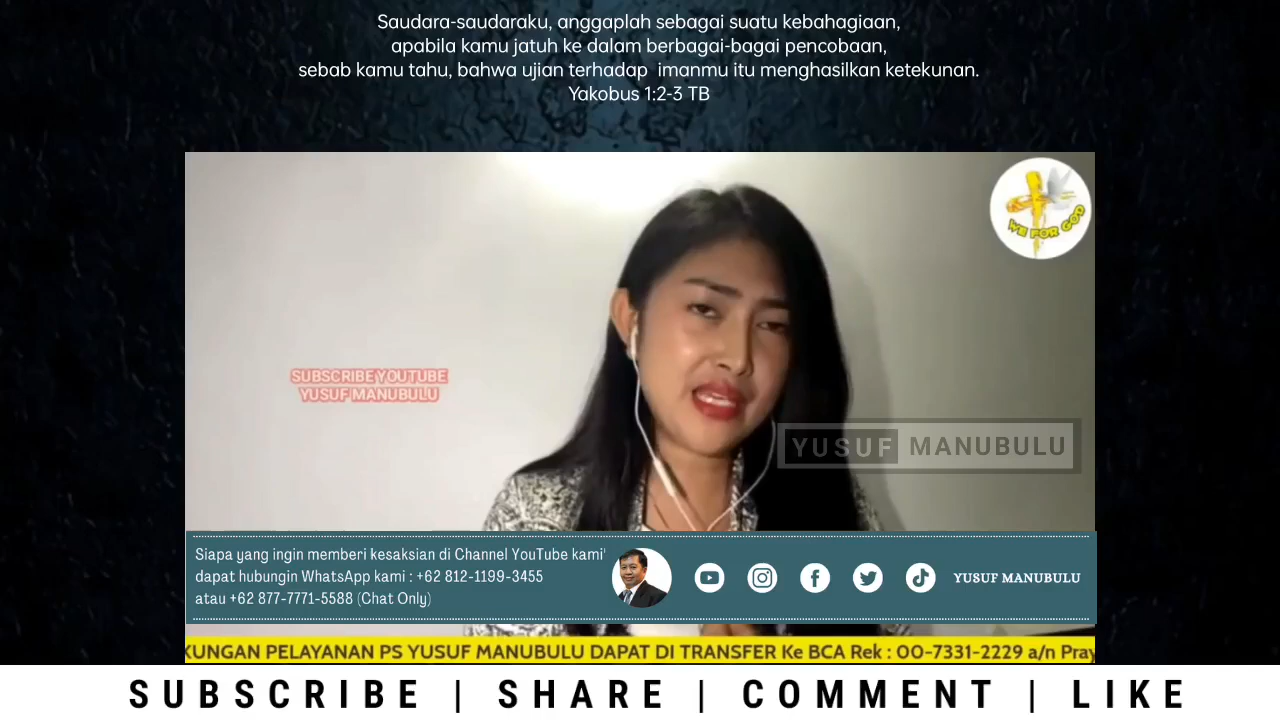 Saudara-saudaraku, anggaplah sebagai suatu kebahagiaan,
apabila kamu jatuh ke dalam berbagai-bagai pencobaan,
sebab kamu tahu, bahwa ujian terhadap imanmu itu menghasilkan ketekunan.
Yakobus 1:2-3 TB
WE FOR GOD
SUBSCRIBE YOUTUBE
YUSUF MANUBULU
YUSUF MANUBULU
Siapa yang ingin memberi kesaksian di Channel YouTube kami'
dapat hubungin WhatsApp kami : +62 812-1199-3455
atau +62 877-7771-5588 (Chat Only)
YUSUF MANUBULU
KUNGAN PELAYANAN PS YUSUF MANUBULU DAPAT DI TRANSFER Ke BCA Rek : 00-7331-2229 a/n Pray
SUBSCRIBE | SHARE | COMMENT | LIKE